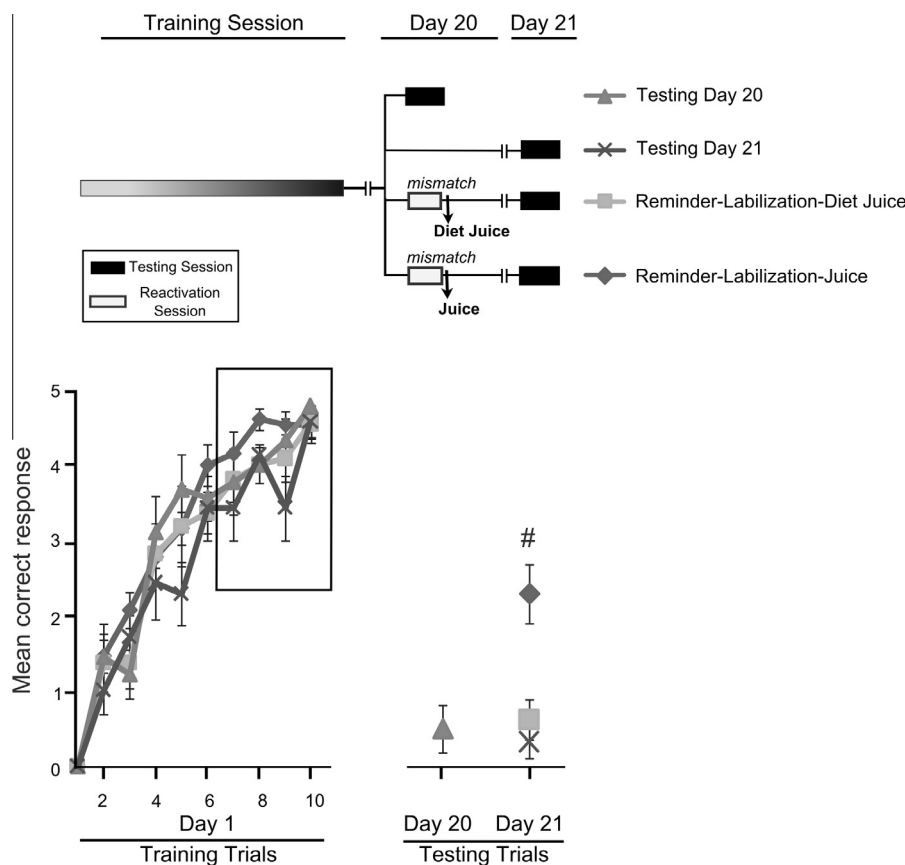 Training Session
Day 20
Day 21
Testing Day 20
Testing Day 21
mismatch
Diet Juice
Reminder-Labilization-Diet Juice
mismatch
Juice
Reminder-Labilization-Juice
Testing Session
Reactivation
Session
Mean correct response
5
4
3
2
1
0
#
2
4
6
8
10
Day 1
Training Trials
Day 20
Day 21
Testing Trials